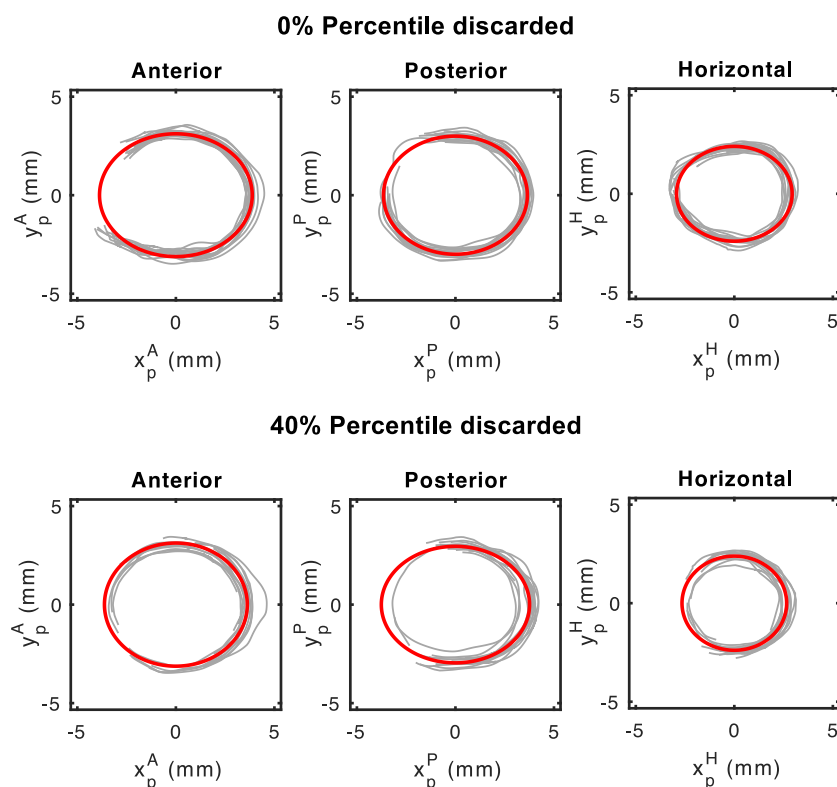 0% Percentile discarded
Anterior Posterior Horizontal
5 5 5
0 0 0
-5 -5 -5
y_p^A (mm) y_p^P (mm) y_p^H (mm)
-5 0 5 -5 0 5 -5 0 5
x_p^A (mm) x_p^P (mm) x_p^H (mm)
40% Percentile discarded
Anterior Posterior Horizontal
5 5 5
0 0 0
-5 -5 -5
y_p^A (mm) y_p^P (mm) y_p^H (mm)
-5 0 5 -5 0 5 -5 0 5
x_p^A (mm) x_p^P (mm) x_p^H (mm)